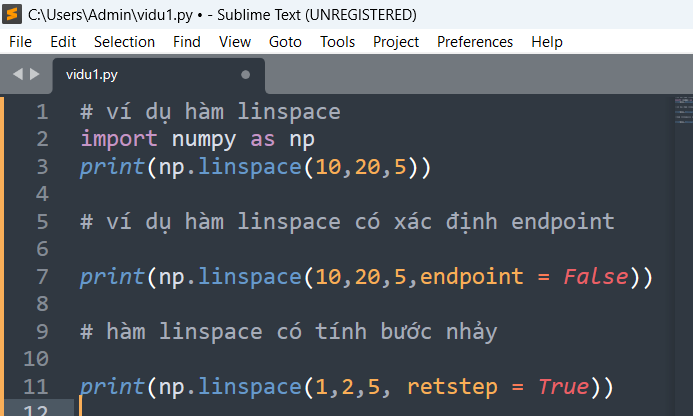 C:\Users\Admin\vidu1.py • - Sublime Text (UNREGISTERED)
File Edit Selection Find View Goto Tools Project Preferences Help
vidu1.py
1 # ví dụ hàm linspace
2 import numpy as np
3 print(np.linspace(10,20,5))
4
5 # ví dụ hàm linspace có xác định endpoint
6
7 print(np.linspace(10,20,5,endpoint = False))
8
9 # hàm linspace có tính bước nhảy
10
11 print(np.linspace(1,2,5, retstep = True))
12